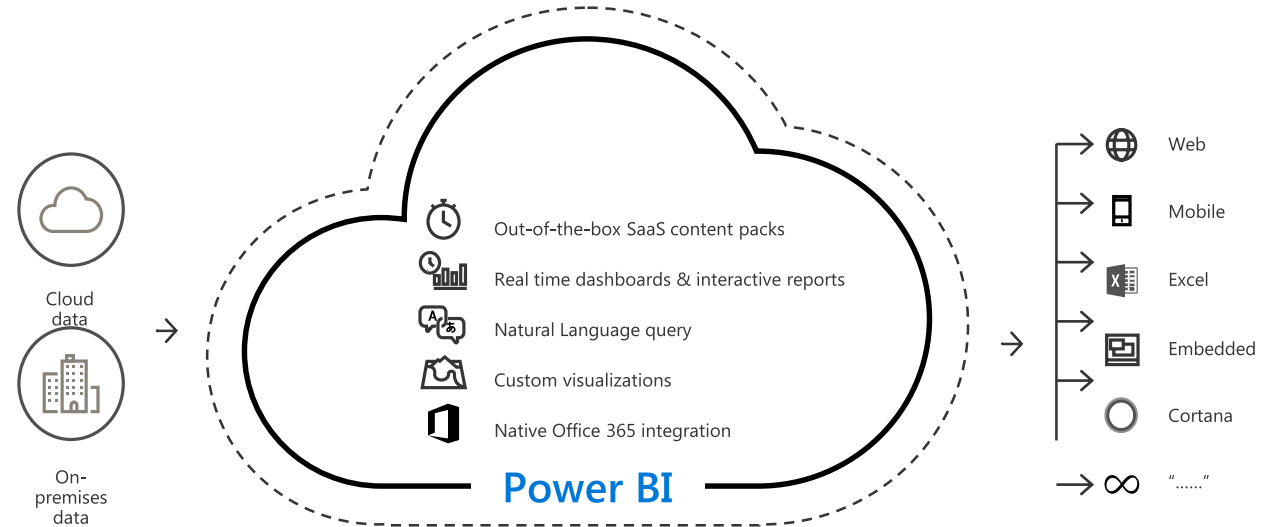 Cloud
data
On-
premises
data
Out-of-the-box SaaS content packs
Real time dashboards & interactive reports
A
あ
Natural Language query
Custom visualizations
Native Office 365 integration
Power BI
Web
Mobile
X
Excel
Embedded
Cortana
“......”